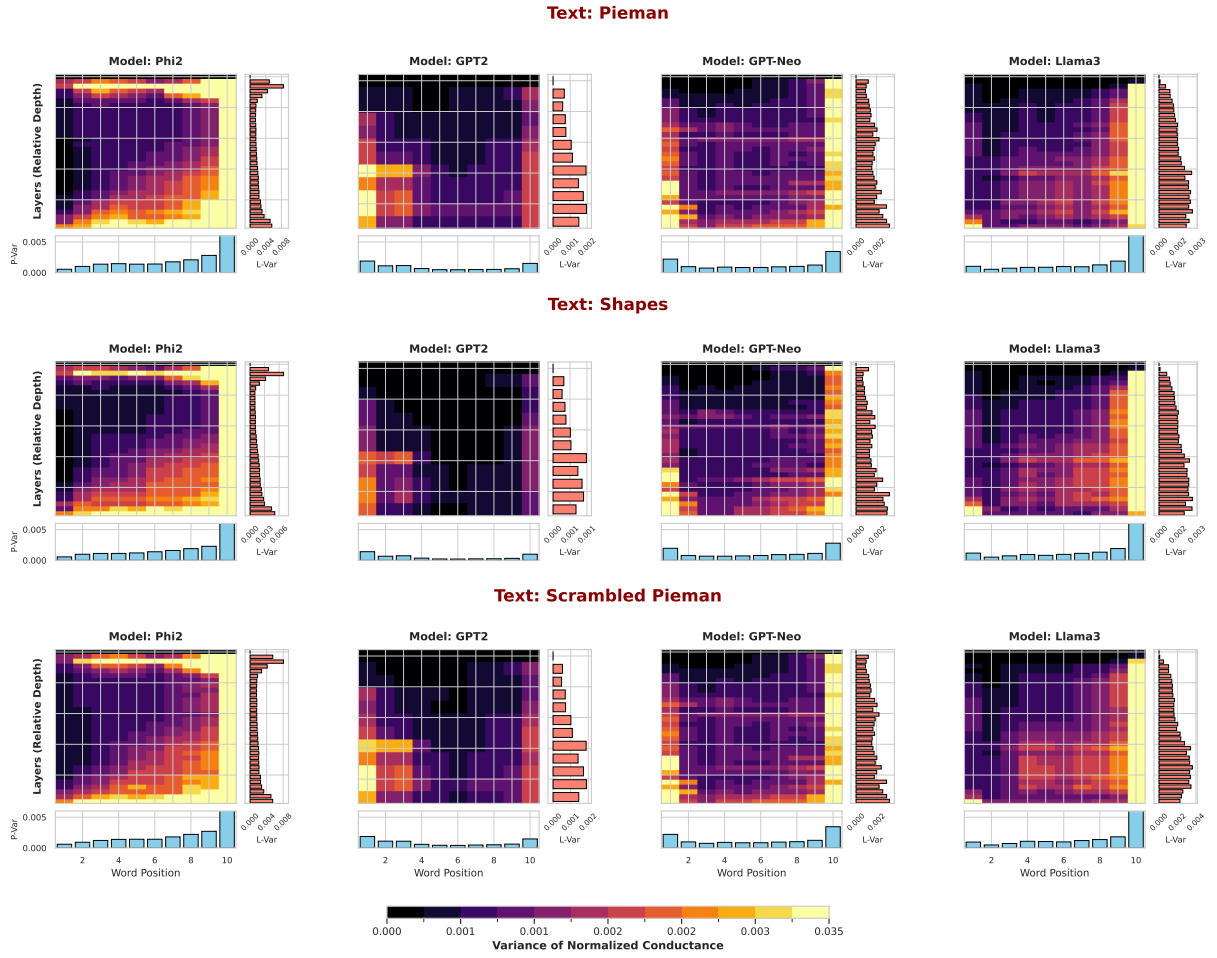 Text: Pieman
Model: Phi2
Model: GPT2
Model: GPT-Neo
Model: Llama3
Layers (Relative Depth)
0.005
0.000
P-Var
0.000 0.004 0.008
L-Var
0.000 0.001 0.002
L-Var
0.000 0.002
L-Var
0.000 0.002 0.003
L-Var
Text: Shapes
Model: Phi2
Model: GPT2
Model: GPT-Neo
Model: Llama3
Layers (Relative Depth)
0.005
0.000
P-Var
0.000 0.003 0.006
L-Var
0.000 0.001 0.001
L-Var
0.000 0.002
L-Var
0.000 0.002 0.003
L-Var
Text: Scrambled Pieman
Model: Phi2
Model: GPT2
Model: GPT-Neo
Model: Llama3
Layers (Relative Depth)
0.005
0.000
P-Var
0.000 0.004 0.008
L-Var
0.000 0.001 0.002
L-Var
0.000 0.002
L-Var
0.000 0.002 0.004
L-Var
2 4 6 8 10
Word Position
2 4 6 8 10
Word Position
2 4 6 8 10
Word Position
2 4 6 8 10
Word Position
0.000 0.001 0.001 0.002 0.002 0.003 0.035
Variance of Normalized Conductance